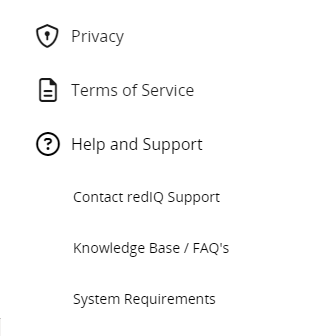 Privacy
Terms of Service
Help and Support
Contact redIQ Support
Knowledge Base / FAQ's
System Requirements